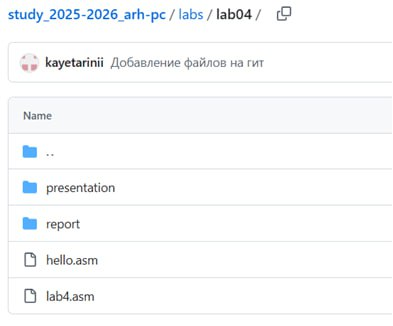 study_2025-2026_arh-pc / labs / lab04 /
kayetarinii Добавление файлов на гит
Name
..
presentation
report
hello.asm
lab4.asm